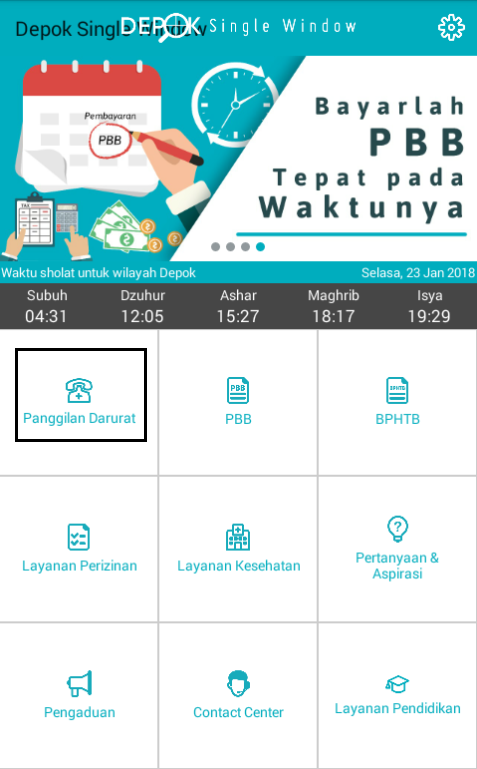 Depok Single Window
DEPOK Single Window
Pembayaran
PBB
Bayarlah
PBB
Tepat pada
Waktunya
Waktu sholat untuk wilayah Depok
Selasa, 23 Jan 2018
Subuh Dzuhur Ashar Maghrib Isya
04:31 12:05 15:27 18:17 19:29
Panggilan Darurat
PBB
PBB
BPHTB
BPHTB
Layanan Perizinan
Layanan Kesehatan
Pertanyaan &
Aspirasi
Pengaduan
Contact Center
Layanan Pendidikan